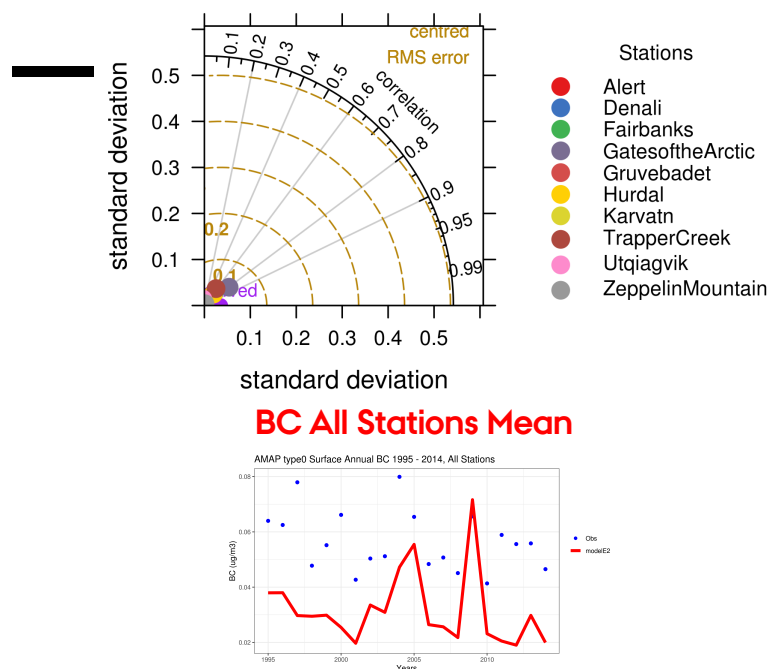 centred
RMS error
0.1
0.2
0.3
0.4
0.5
0.6
0.7
0.8
0.9
0.95
0.99
correlation
standard deviation
0.5
0.4
0.3
0.2
0.1
0.2
0.1
0.1 0.2 0.3 0.4 0.5
standard deviation
Stations
Alert
Denali
Fairbanks
GatesoftheArctic
Gruvebadet
Hurdal
Karvatn
TrapperCreek
Utqiagvik
ZeppelinMountain
BC All Stations Mean
AMAP type0 Surface Annual BC 1995 - 2014, All Stations
BC (ug/m3)
0.08
0.06
0.04
0.02
1995 2000 2005 2010
Years
Obs
modelE2